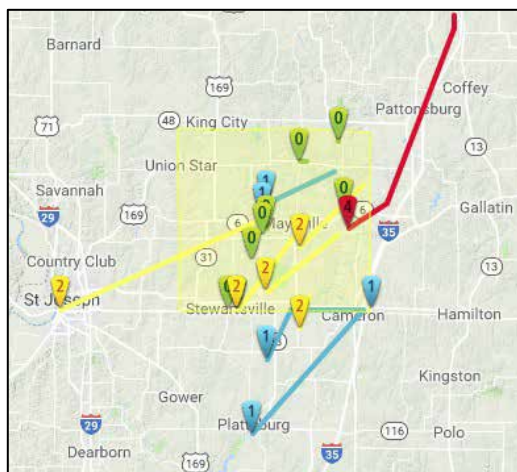 Barnard
169
Coffey
Pattonsburg
71
48
King City
0
0
13
Union Star
1
1
0
Savannah
0
4
6
Gallatin
29
169
6
Maysville
2
35
0
31
Country Club
2
2
13
St Joseph
0
2
Stewartsville
2
1
Cameron
Hamilton
1
Kingston
Gower
1
29
Plattsburg
116
Polo
35
Dearborn
169